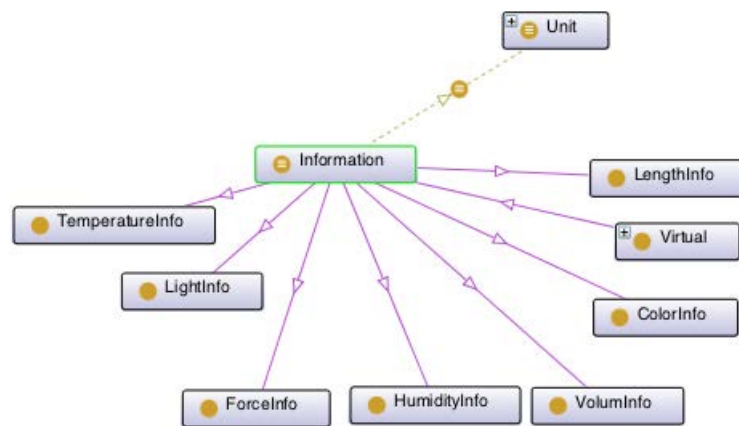 Unit
Information
LengthInfo
TemperatureInfo
Virtual
LightInfo
ColorInfo
ForceInfo
HumidityInfo
VolumInfo